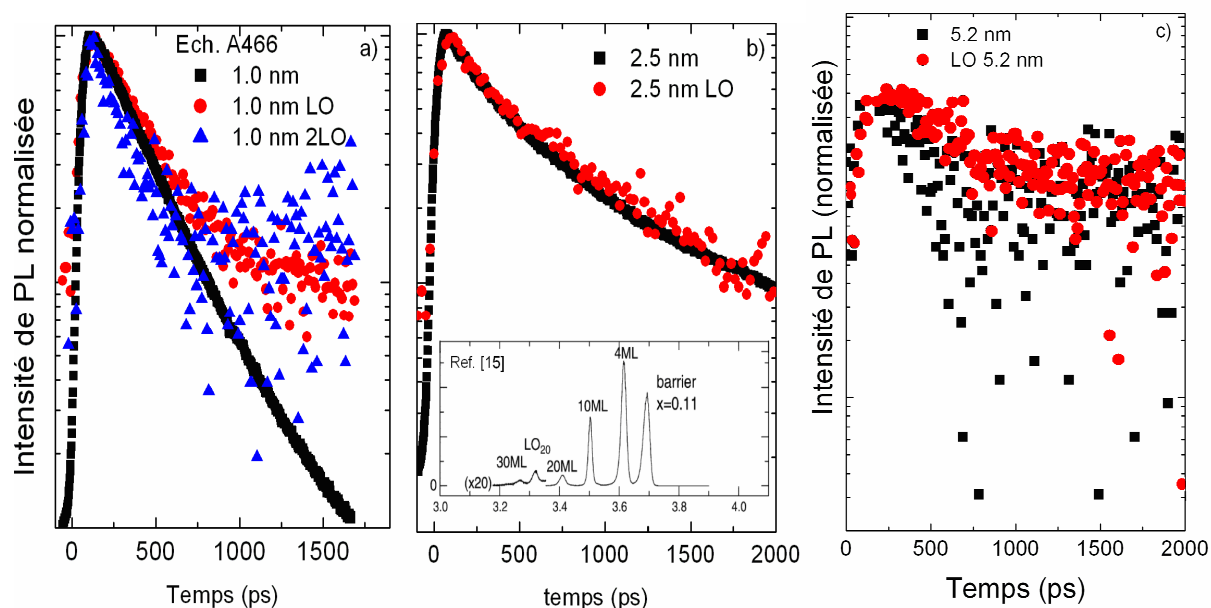 Intensité de PL normalisée
Ech. A466
a)
1.0 nm
1.0 nm LO
1.0 nm 2LO
0 500 1000 1500
Temps (ps)
b)
2.5 nm
2.5 nm LO
Ref. [15]
4ML
barrier
x=0.11
10ML
LO20
30ML
20ML
0
(x20)
3.0 3.2 3.4 3.6 3.8 4.0
0 500 1000 1500 2000
temps (ps)
Intensité de PL (normalisée)
c)
5.2 nm
LO 5.2 nm
0 500 1000 1500 2000
Temps (ps)